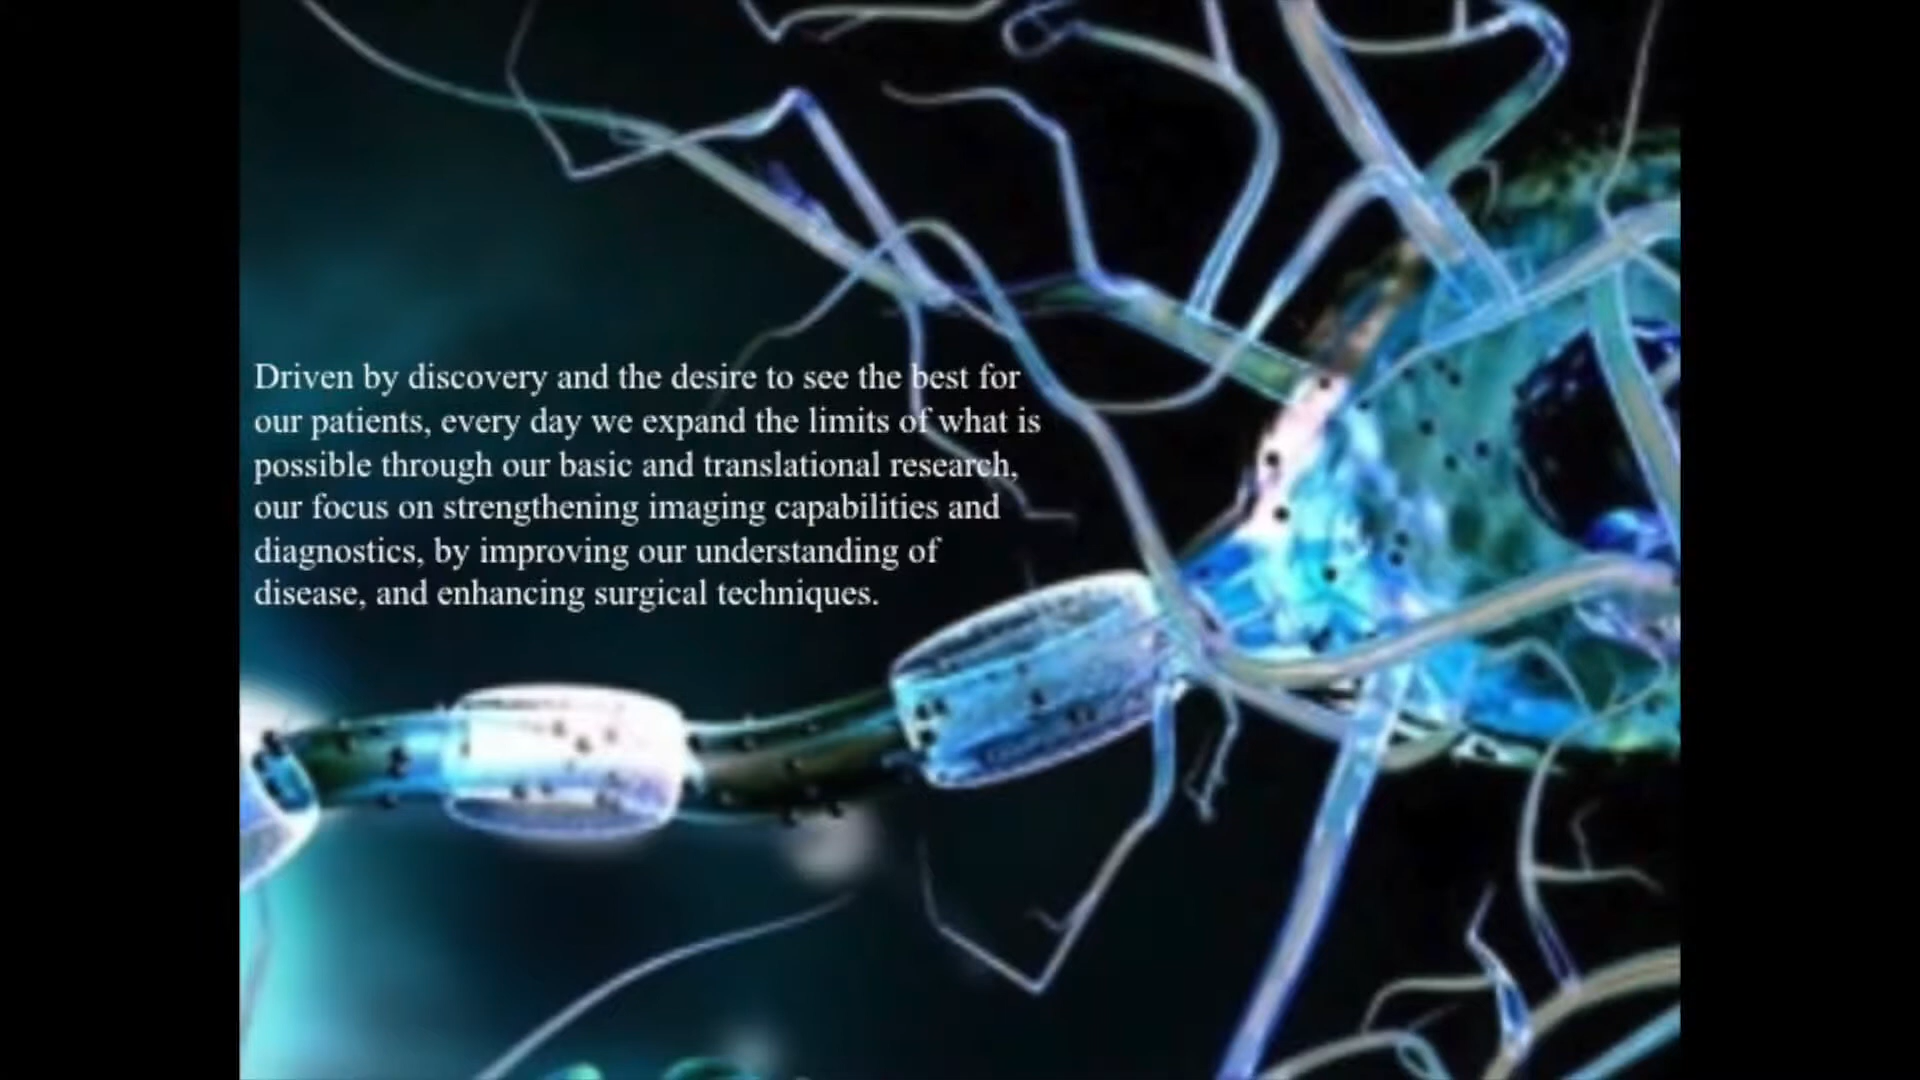 Driven by discovery and the desire to see the best for
our patients, every day we expand the limits of what is
possible through our basic and translational research,
our focus on strengthening imaging capabilities and
diagnostics, by improving our understanding of
disease, and enhancing surgical techniques.